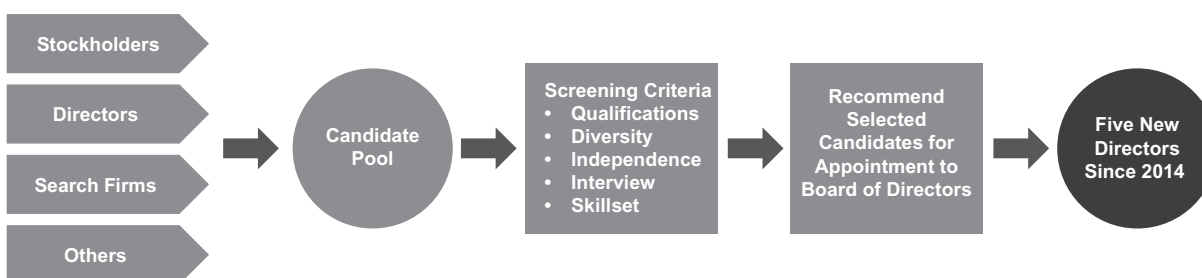 Stockholders
Directors
Search Firms
Others
Candidate
Pool
Screening Criteria
• Qualifications
• Diversity
• Independence
• Interview
• Skillset
Recommend
Selected
Candidates for
Appointment to
Board of Directors
Five New
Directors
Since 2014